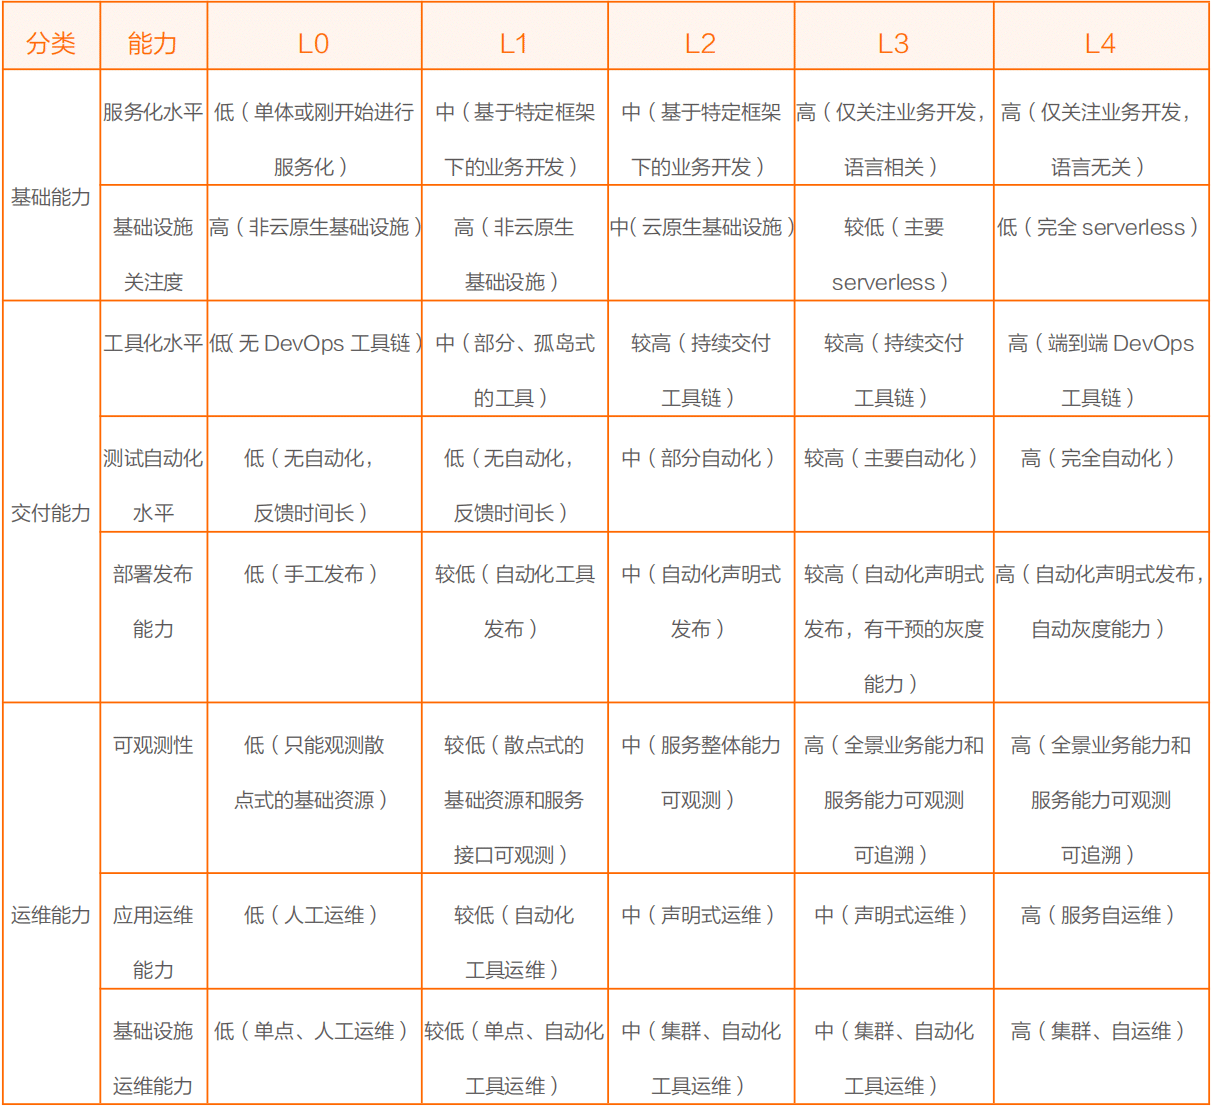 分类 能力 L0 L1 L2 L3 L4
服务化水平 低（单体或刚开始进行 中（基于特定框架 中（基于特定框架 高（仅关注业务开发， 高（仅关注业务开发，
服务化） 下的业务开发） 下的业务开发） 语言相关） 语言无关）
基础能力
基础设施 高（非云原生基础设施） 高（非云原生 中（云原生基础设施） 较低（主要 低（完全 serverless）
关注度 基础设施） serverless）
工具化水平 低（无 DevOps 工具链） 中（部分、孤岛式 较高（持续交付 较高（持续交付 高（端到端 DevOps
的工具） 工具链） 工具链） 工具链）
测试自动化 低（无自动化， 低（无自动化， 中（部分自动化） 较高（主要自动化） 高（完全自动化）
交付能力 水平 反馈时间长） 反馈时间长）
部署发布 低（手工发布） 较低（自动化工具 中（自动化声明式 较高（自动化声明式 高（自动化声明式发布，
能力 发布） 发布） 发布，有干预的灰度 自动灰度能力）
能力）
可观测性 低（只能观测散 较低（散点式的 中（服务整体能力 高（全景业务能力和 高（全景业务能力和
点式的基础资源） 基础资源和服务 可观测） 服务能力可观测 服务能力可观测
接口可观测） 可追溯） 可追溯）
运维能力 应用运维 低（人工运维） 较低（自动化 中（声明式运维） 中（声明式运维） 高（服务自运维）
能力 工具运维）
基础设施 低（单点、人工运维） 较低（单点、自动化 中（集群、自动化 中（集群、自动化 高（集群、自运维）
运维能力 工具运维） 工具运维） 工具运维）